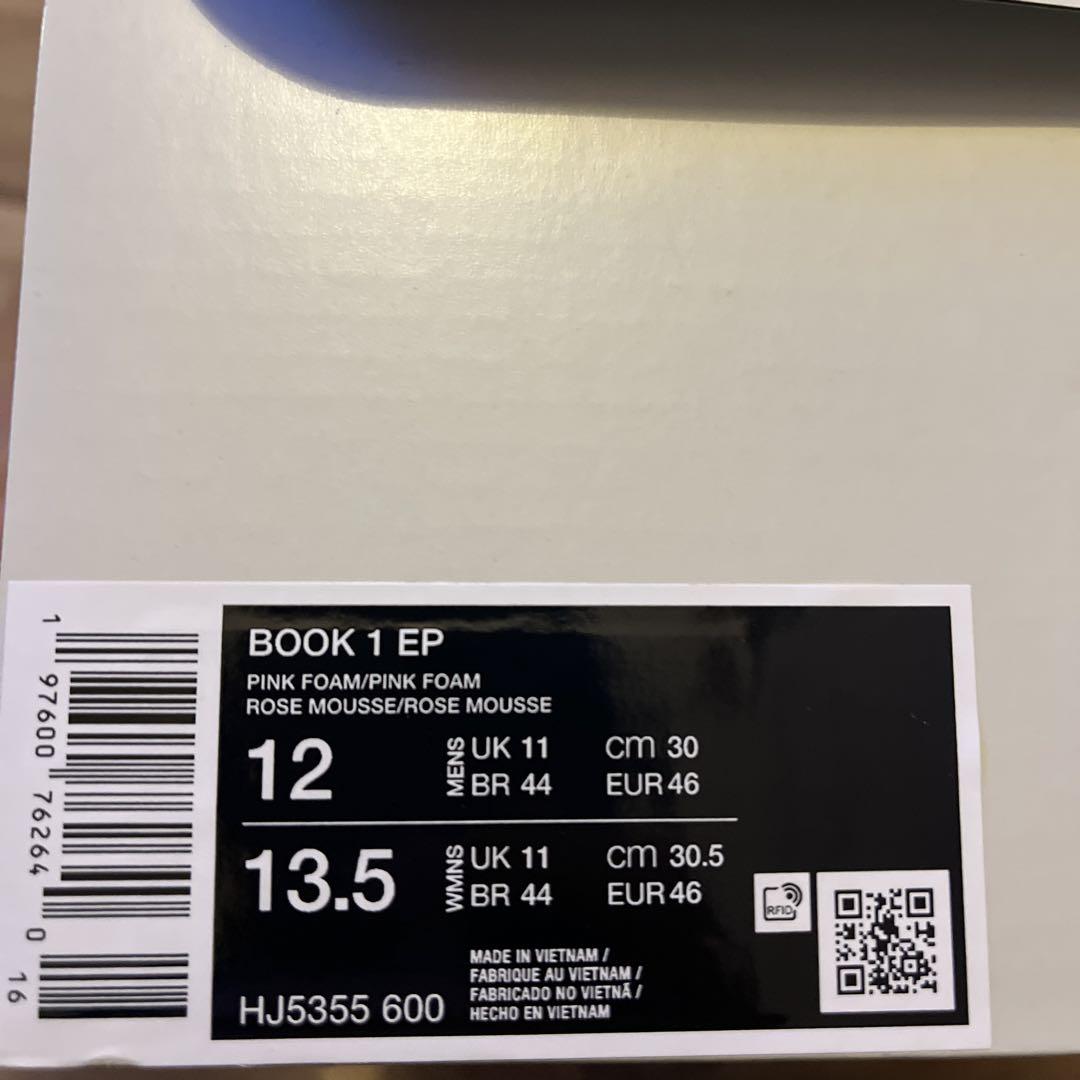 BOOK 1 EP
PINK FOAM/PINK FOAM
ROSE MOUSSE/ROSE MOUSSE
12 MENS UK 11 CM 30
BR 44 EUR 46
13.5 WMNS UK 11 CM 30.5
BR 44 EUR 46
RFID
MADE IN VIETNAM /
FABRIQUE AU VIETNAM /
FABRICADO NO VIETNÃ /
HECHO EN VIETNAM
HJ5355 600
1 97600 76264 0 16